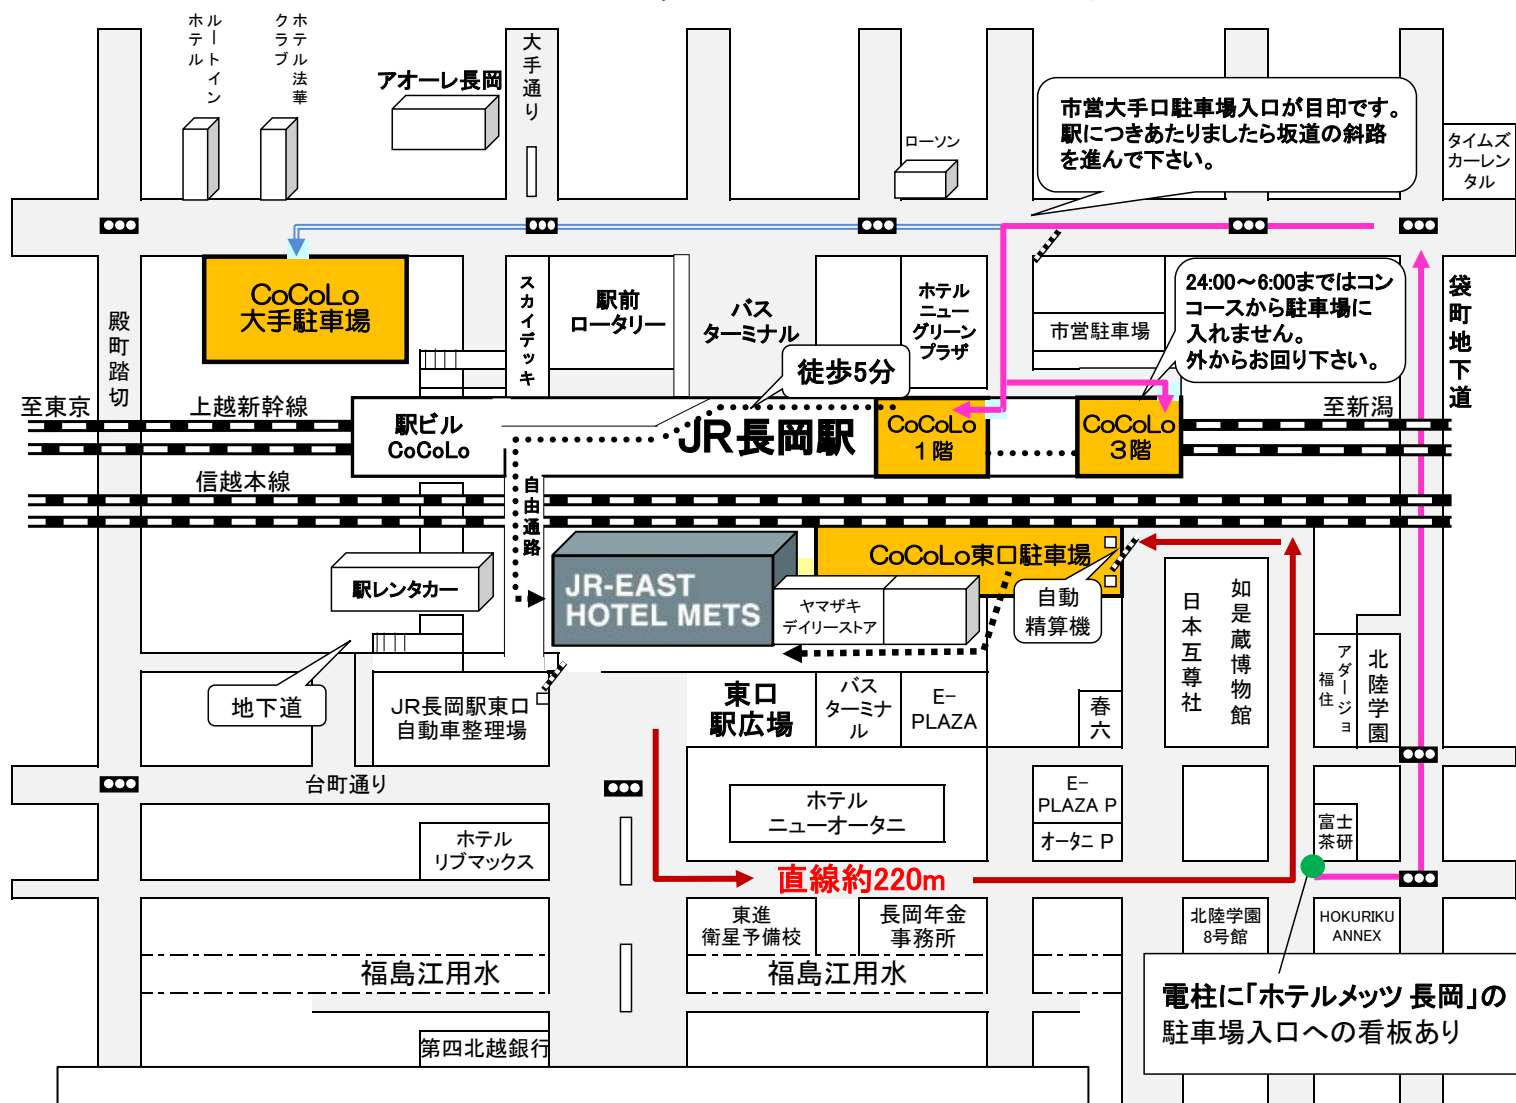 ホテル
ルートイン
ホテル法華
クラブ
アオーレ長岡
大手通り
ローソン
市営大手口駐車場入口が目印です。
駅につきあたりましたら坂道の斜路
を進んで下さい。
タイムズ
カーレン
タル
CoCoLo
大手駐車場
スカイデッキ
駅前
ロータリー
バス
ターミナル
ホテル
ニュー
グリーン
プラザ
市営駐車場
24:00～6:00まではコン
コースから駐車場に
入れません。
外からお回り下さい。
袋町地下道
殿町踏切
徒歩5分
至東京
上越新幹線
駅ビル
CoCoLo
JR長岡駅
CoCoLo
1階
CoCoLo
3階
至新潟
信越本線
自由通路
駅レンタカー
JR-EAST
HOTEL METS
ヤマザキ
デイリーストア
CoCoLo東口駐車場
自動
精算機
日本互尊社
如是蔵博物館
アダージョ
福住
北陸学園
地下道
JR長岡駅東口
自動車整理場
東口
駅広場
バス
ターミナ
ル
E-
PLAZA
春六
台町通り
ホテル
ニューオータニ
E-
PLAZA P
オータニ P
富士
茶研
ホテル
リブマックス
直線約220m
東進
衛星予備校
長岡年金
事務所
北陸学園
8号館
HOKURIKU
ANNEX
福島江用水
福島江用水
電柱に「ホテルメッツ 長岡」の
駐車場入口への看板あり
第四北越銀行